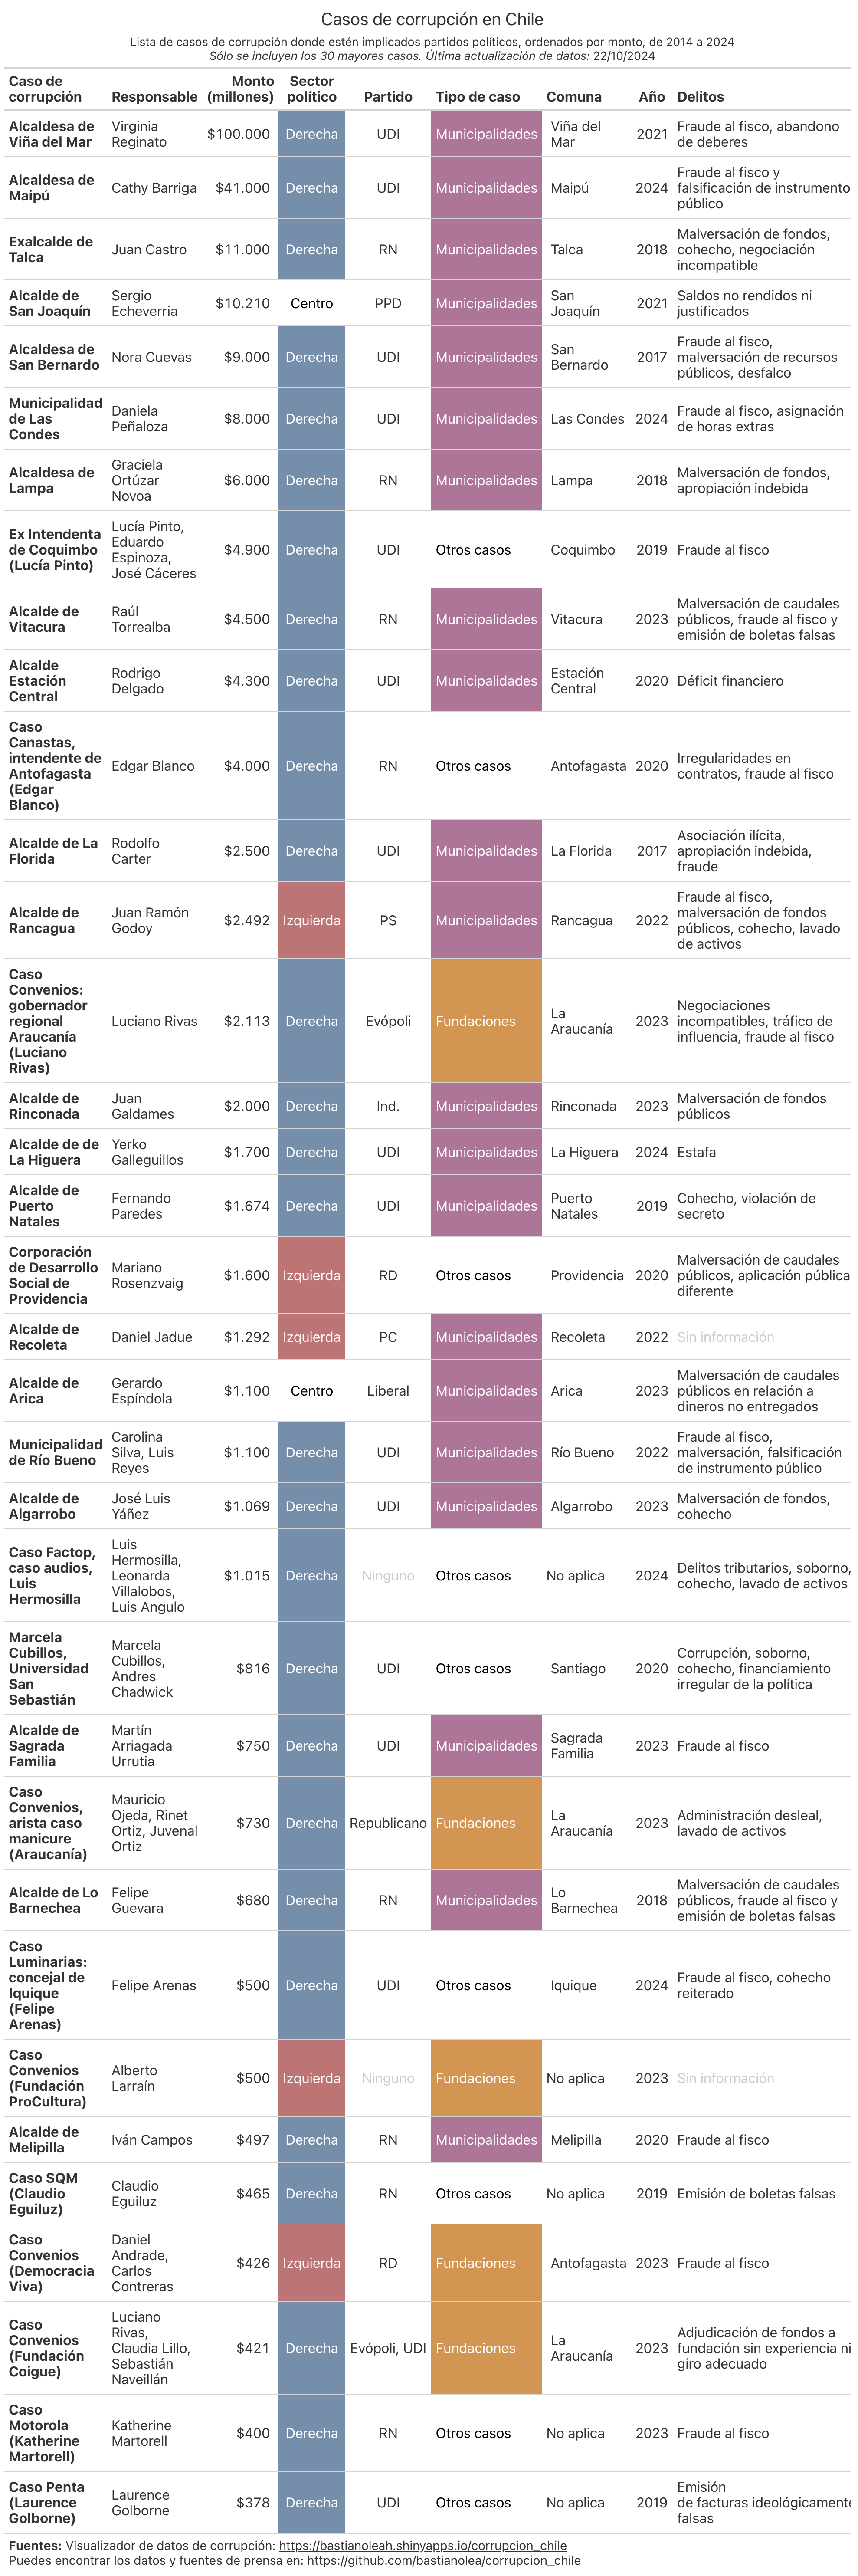 Casos de corrupción en Chile
Lista de casos de corrupción donde estén implicados partidos políticos, ordenados por monto, de 2014 a 2024
Sólo se incluyen los 30 mayores casos. Última actualización de datos: 22/10/2024
Caso de corrupción Responsable Monto (millones) Sector político Partido Tipo de caso Comuna Año Delitos
Alcaldesa de Viña del Mar Virginia Reginato $100.000 Derecha UDI Municipalidades Viña del Mar 2021 Fraude al fisco, abandono de deberes
Alcaldesa de Maipú Cathy Barriga $41.000 Derecha UDI Municipalidades Maipú 2024 Fraude al fisco y falsificación de instrumento público
Exalcalde de Talca Juan Castro $11.000 Derecha RN Municipalidades Talca 2018 Malversación de fondos, cohecho, negociación incompatible
Alcalde de San Joaquín Sergio Echeverria $10.210 Centro PPD Municipalidades San Joaquín 2021 Saldos no rendidos ni justificados
Alcaldesa de San Bernardo Nora Cuevas $9.000 Derecha UDI Municipalidades San Bernardo 2017 Fraude al fisco, malversación de recursos públicos, desfalco
Municipalidad de Las Condes Daniela Peñaloza $8.000 Derecha UDI Municipalidades Las Condes 2024 Fraude al fisco, asignación de horas extras
Alcaldesa de Lampa Graciela Ortúzar Novoa $6.000 Derecha RN Municipalidades Lampa 2018 Malversación de fondos, apropiación indebida
Ex Intendenta de Coquimbo (Lucía Pinto) Lucía Pinto, Eduardo Espinoza, José Cáceres $4.900 Derecha UDI Otros casos Coquimbo 2019 Fraude al fisco
Alcalde de Vitacura Raúl Torrealba $4.500 Derecha RN Municipalidades Vitacura 2023 Malversación de caudales públicos, fraude al fisco y emisión de boletas falsas
Alcalde Estación Central Rodrigo Delgado $4.300 Derecha UDI Municipalidades Estación Central 2020 Déficit financiero
Caso Canastas, intendente de Antofagasta (Edgar Blanco) Edgar Blanco $4.000 Derecha RN Otros casos Antofagasta 2020 Irregularidades en contratos, fraude al fisco
Alcalde de La Florida Rodolfo Carter $2.500 Derecha UDI Municipalidades La Florida 2017 Asociación ilícita, apropiación indebida, fraude
Alcalde de Rancagua Juan Ramón Godoy $2.492 Izquierda PS Municipalidades Rancagua 2022 Fraude al fisco, malversación de fondos públicos, cohecho, lavado de activos
Caso Convenios: gobernador regional Araucanía (Luciano Rivas) Luciano Rivas $2.113 Derecha Evópoli Fundaciones La Araucanía 2023 Negociaciones incompatibles, tráfico de influencia, fraude al fisco
Alcalde de Rinconada Juan Galdames $2.000 Derecha Ind. Municipalidades Rinconada 2023 Malversación de fondos públicos
Alcalde de de La Higuera Yerko Galleguillos $1.700 Derecha UDI Municipalidades La Higuera 2024 Estafa
Alcalde de Puerto Natales Fernando Paredes $1.674 Derecha UDI Municipalidades Puerto Natales 2019 Cohecho, violación de secreto
Corporación de Desarrollo Social de Providencia Mariano Rosenzvaig $1.600 Izquierda RD Otros casos Providencia 2020 Malversación de caudales públicos, aplicación pública diferente
Alcalde de Recoleta Daniel Jadue $1.292 Izquierda PC Municipalidades Recoleta 2022 Sin información
Alcalde de Arica Gerardo Espíndola $1.100 Centro Liberal Municipalidades Arica 2023 Malversación de caudales públicos en relación a dineros no entregados
Municipalidad de Río Bueno Carolina Silva, Luis Reyes $1.100 Derecha UDI Municipalidades Río Bueno 2022 Fraude al fisco, malversación, falsificación de instrumento público
Alcalde de Algarrobo José Luis Yáñez $1.069 Derecha UDI Municipalidades Algarrobo 2023 Malversación de fondos, cohecho
Caso Factop, caso audios, Luis Hermosilla Luis Hermosilla, Leonarda Villalobos, Luis Angulo $1.015 Derecha Ninguno Otros casos No aplica 2024 Delitos tributarios, soborno, cohecho, lavado de activos
Marcela Cubillos, Universidad San Sebastián Marcela Cubillos, Andres Chadwick $816 Derecha UDI Otros casos Santiago 2020 Corrupción, soborno, cohecho, financiamiento irregular de la política
Alcalde de Sagrada Familia Martín Arriagada Urrutia $750 Derecha UDI Municipalidades Sagrada Familia 2023 Fraude al fisco
Caso Convenios, arista caso manicure (Araucanía) Mauricio Ojeda, Rinet Ortiz, Juvenal Ortiz $730 Derecha Republicano Fundaciones La Araucanía 2023 Administración desleal, lavado de activos
Alcalde de Lo Barnechea Felipe Guevara $680 Derecha RN Municipalidades Lo Barnechea 2018 Malversación de caudales públicos, fraude al fisco y emisión de boletas falsas
Caso Luminarias: concejal de Iquique (Felipe Arenas) Felipe Arenas $500 Derecha UDI Otros casos Iquique 2024 Fraude al fisco, cohecho reiterado
Caso Convenios (Fundación ProCultura) Alberto Larraín $500 Izquierda Ninguno Fundaciones No aplica 2023 Sin información
Alcalde de Melipilla Iván Campos $497 Derecha RN Municipalidades Melipilla 2020 Fraude al fisco
Caso SQM (Claudio Eguiluz) Claudio Eguiluz $465 Derecha RN Otros casos No aplica 2019 Emisión de boletas falsas
Caso Convenios (Democracia Viva) Daniel Andrade, Carlos Contreras $426 Izquierda RD Fundaciones Antofagasta 2023 Fraude al fisco
Caso Convenios (Fundación Coigue) Luciano Rivas, Claudia Lillo, Sebastián Naveillán $421 Derecha Evópoli, UDI Fundaciones La Araucanía 2023 Adjudicación de fondos a fundación sin experiencia ni giro adecuado
Caso Motorola (Katherine Martorell) Katherine Martorell $400 Derecha RN Otros casos No aplica 2023 Fraude al fisco
Caso Penta (Laurence Golborne) Laurence Golborne $378 Derecha UDI Otros casos No aplica 2019 Emisión de facturas ideológicamente falsas
Fuentes: Visualizador de datos de corrupción: https://bastianoleah.shinyapps.io/corrupcion_chile
Puedes encontrar los datos y fuentes de prensa en: https://github.com/bastianolea/corrupcion_chile